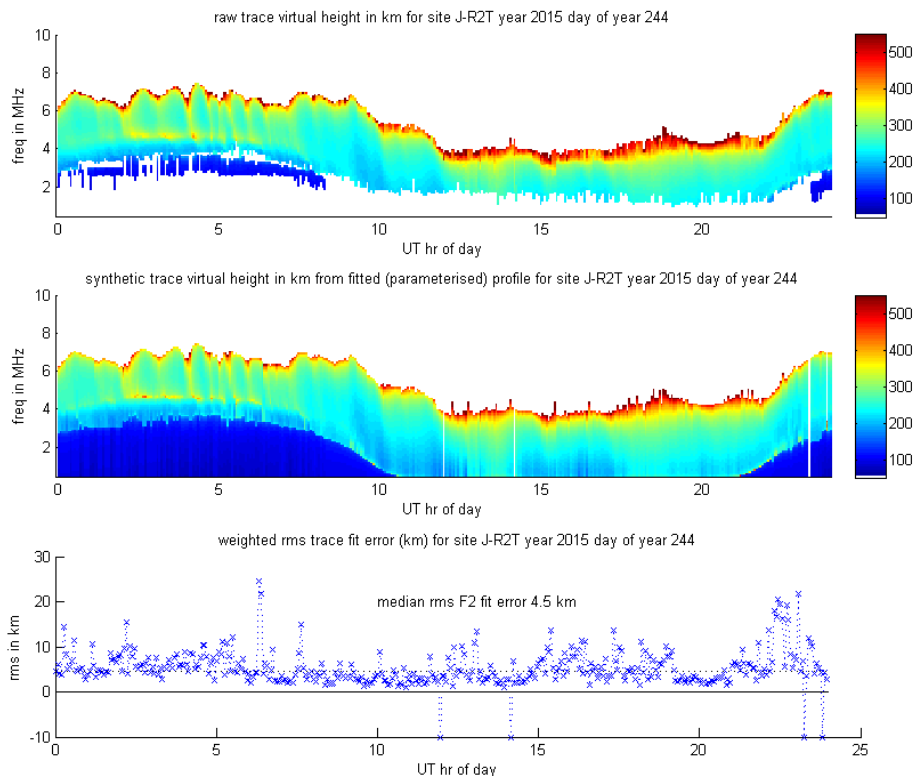 raw trace virtual height in km for site J-R2T year 2015 day of year 244
10
8
6
4
2
freq in MHz
0 5 10 15 20
UT hr of day
500
400
300
200
100
synthetic trace virtual height in km from fitted (parameterised) profile for site J-R2T year 2015 day of year 244
10
8
6
4
2
freq in MHz
0 5 10 15 20
UT hr of day
500
400
300
200
100
weighted rms trace fit error (km) for site J-R2T year 2015 day of year 244
30
20
10
0
-10
rms in km
median rms F2 fit error 4.5 km
0 5 10 15 20 25
UT hr of day